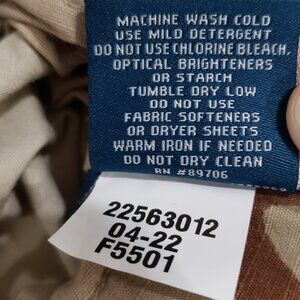 MACHINE WASH COLD
USE MILD DETERGENT
DO NOT USE CHLORINE BLEACH,
OPTICAL BRIGHTENERS
OR STARCH
TUMBLE DRY LOW
DO NOT USE
FABRIC SOFTENERS
OR DRYER SHEETS
WARM IRON IF NEEDED
DO NOT DRY CLEAN
RN #89706
22563012
04-22
F5501